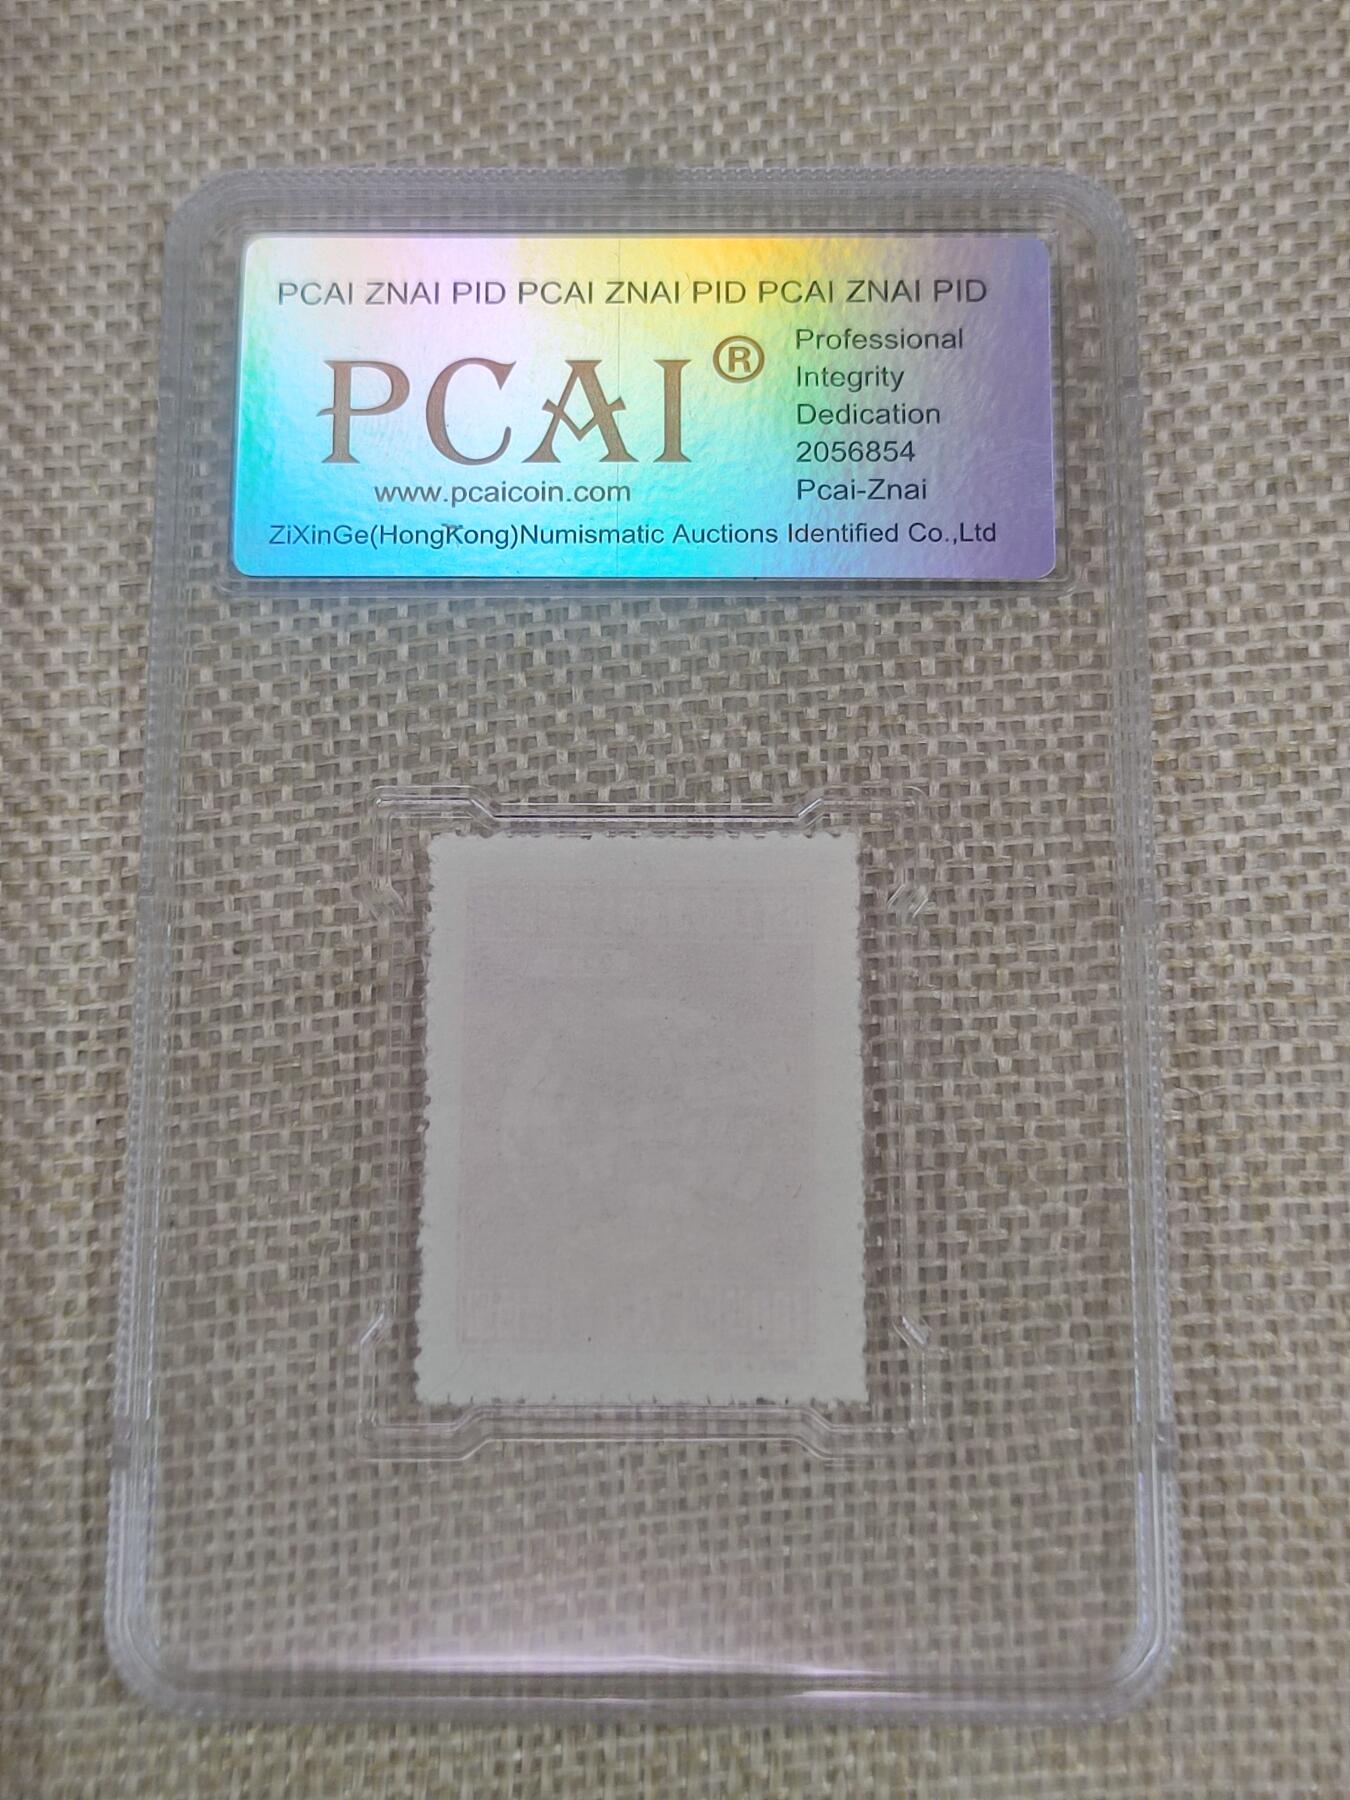 PCAI ZNAI PID PCAI ZNAI PID PCAI ZNAI PID
PCAI®
www.pcaicoin.com
Professional
Integrity
Dedication
2056854
Pcai-Znai
ZiXinGe(HongKong)Numismatic Auctions Identified Co.,Ltd